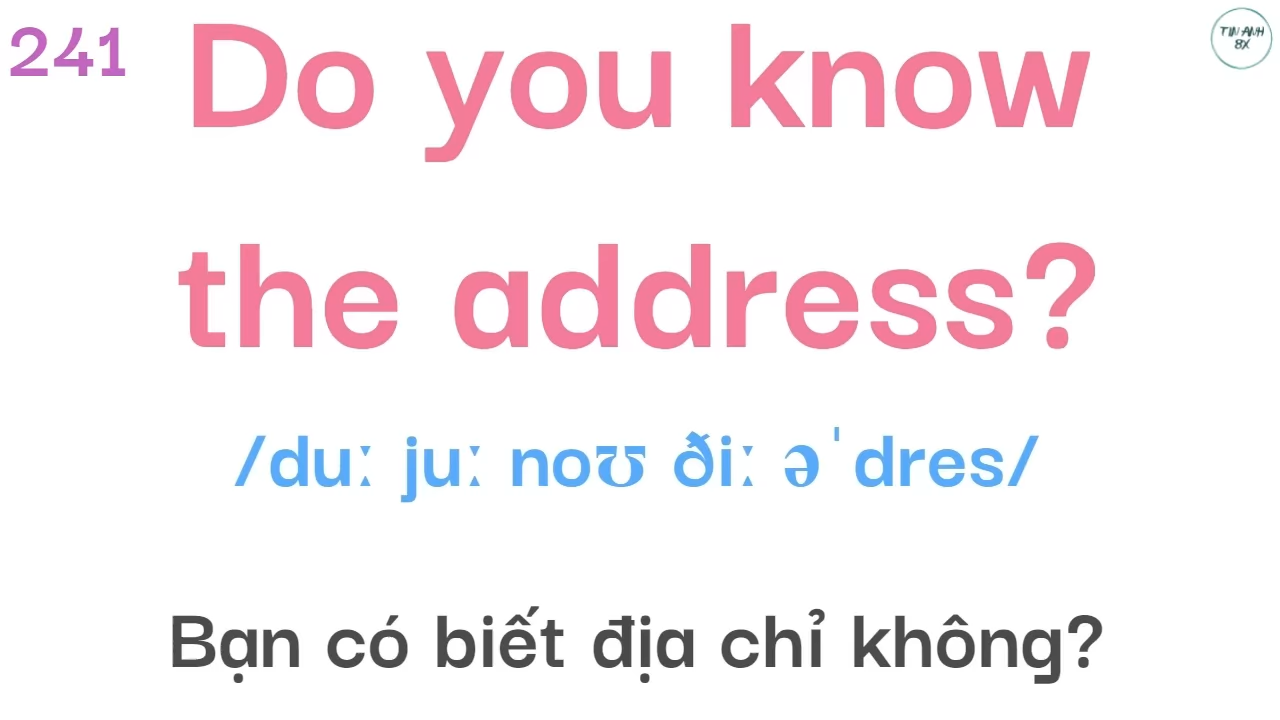 241
Do you know
the address?
/duː juː noʊ ðiː əˈdres/
Bạn có biết địa chỉ không?
TIN ANH
8X